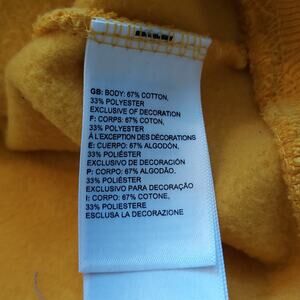 GB: BODY: 67% COTTON,
33% POLYESTER
EXCLUSIVE OF DECORATION
F: CORPS: 67% COTON,
33% POLYESTER
À L'EXCEPTION DES DÉCORATIONS
E: CUERPO: 67% ALGODÓN,
33% POLIÉSTER
EXCLUSIVO DE DECORACIÓN
P: CORPO: 67% ALGODÃO,
33% POLIÉSTER
EXCLUSIVO PARA DECORAÇÃO
I: CORPO: 67% COTONE,
33% POLIESTERE
ESCLUSA LA DECORAZIONE